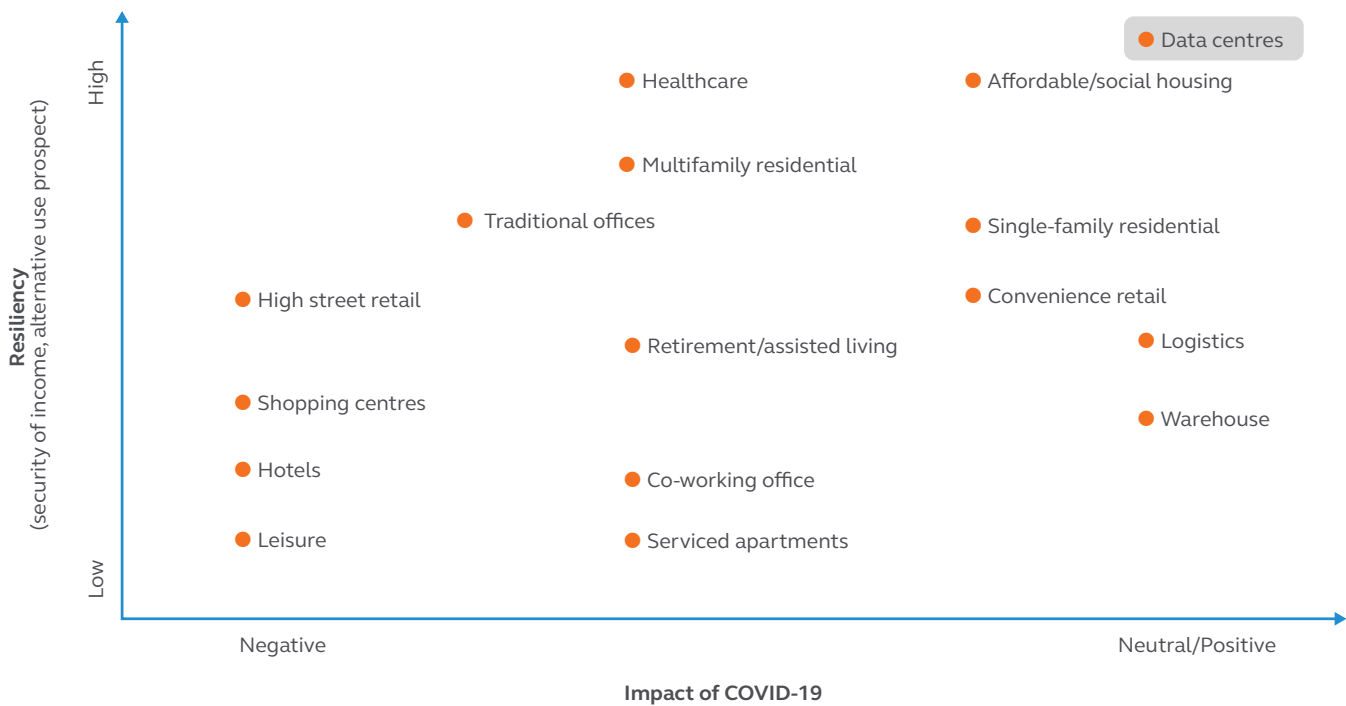 High
Low
Resiliency
(security of income, alternative use prospect)
Data centres
Healthcare
Affordable/social housing
Multifamily residential
Traditional offices
Single-family residential
High street retail
Convenience retail
Retirement/assisted living
Logistics
Shopping centres
Warehouse
Hotels
Co-working office
Leisure
Serviced apartments
Negative
Neutral/Positive
Impact of COVID-19